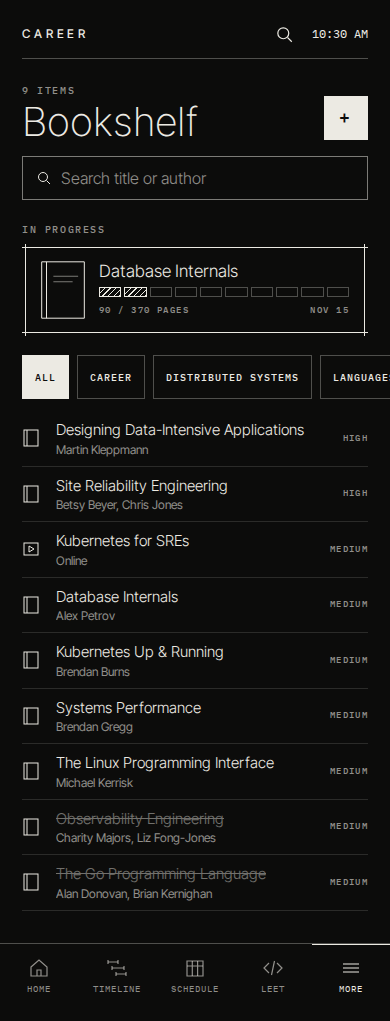 CAREER
10:30 AM
9 ITEMS
Bookshelf
+
Search title or author
IN PROGRESS
Database Internals
90 / 370 PAGES
NOV 15
ALL
CAREER
DISTRIBUTED SYSTEMS
LANGUAGE
Designing Data-Intensive Applications
Martin Kleppmann
HIGH
Site Reliability Engineering
Betsy Beyer, Chris Jones
HIGH
Kubernetes for SREs
Online
MEDIUM
Database Internals
Alex Petrov
MEDIUM
Kubernetes Up & Running
Brendan Burns
MEDIUM
Systems Performance
Brendan Gregg
MEDIUM
The Linux Programming Interface
Michael Kerrisk
MEDIUM
Observability Engineering
Charity Majors, Liz Fong-Jones
MEDIUM
The Go Programming Language
Alan Donovan, Brian Kernighan
MEDIUM
HOME
TIMELINE
SCHEDULE
LEET
MORE